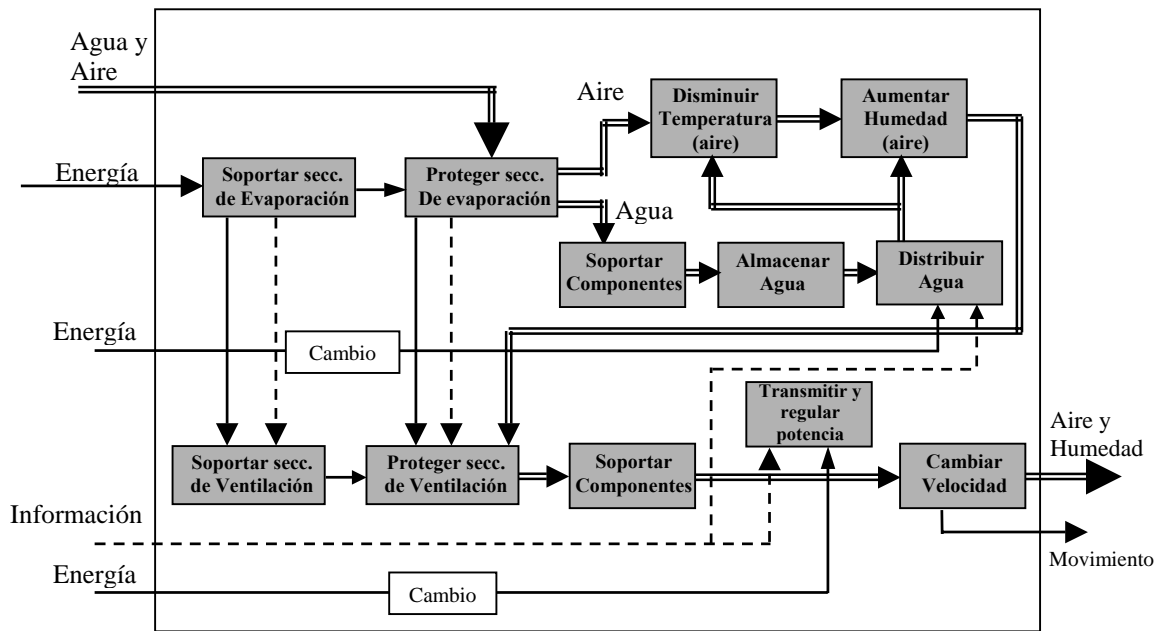 Agua y
Aire
Aire
Disminuir
Temperatura
(aire)
Aumentar
Humedad
(aire)
Energía
Soportar secc.
de Evaporación
Proteger secc.
De evaporación
Agua
Soportar
Componentes
Almacenar
Agua
Distribuir
Agua
Energía
Cambio
Transmitir y
regular
potencia
Aire y
Humedad
Soportar secc.
de Ventilación
Proteger secc.
de Ventilación
Soportar
Componentes
Cambiar
Velocidad
Información
Movimiento
Energía
Cambio